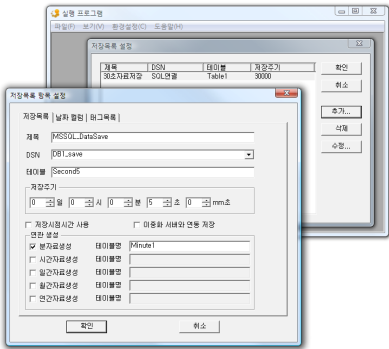 실행 프로그램
파일(F) 보기(V) 환경설정(C) 도움말(H)
저장목록 설정
제목 DSN 테이블 저장주기
30초자료저장 SQL연결 Table1 30000
확인
취소
추가...
삭제
수정...
저장목록 항목 설정
저장목록 날짜 컬럼 태그목록
제목 MSSQL_DataSave
DSN DB1_save
테이블 Second5
저장주기
0 일 0 시 0 분 5 초 0 mm초
저장시점시간 사용
이중화 서버와 연동 저장
연관 생성
분자료생성 테이블명 Minute1
시간자료생성 테이블명
일간자료생성 테이블명
월간자료생성 테이블명
연간자료생성 테이블명
확인 취소